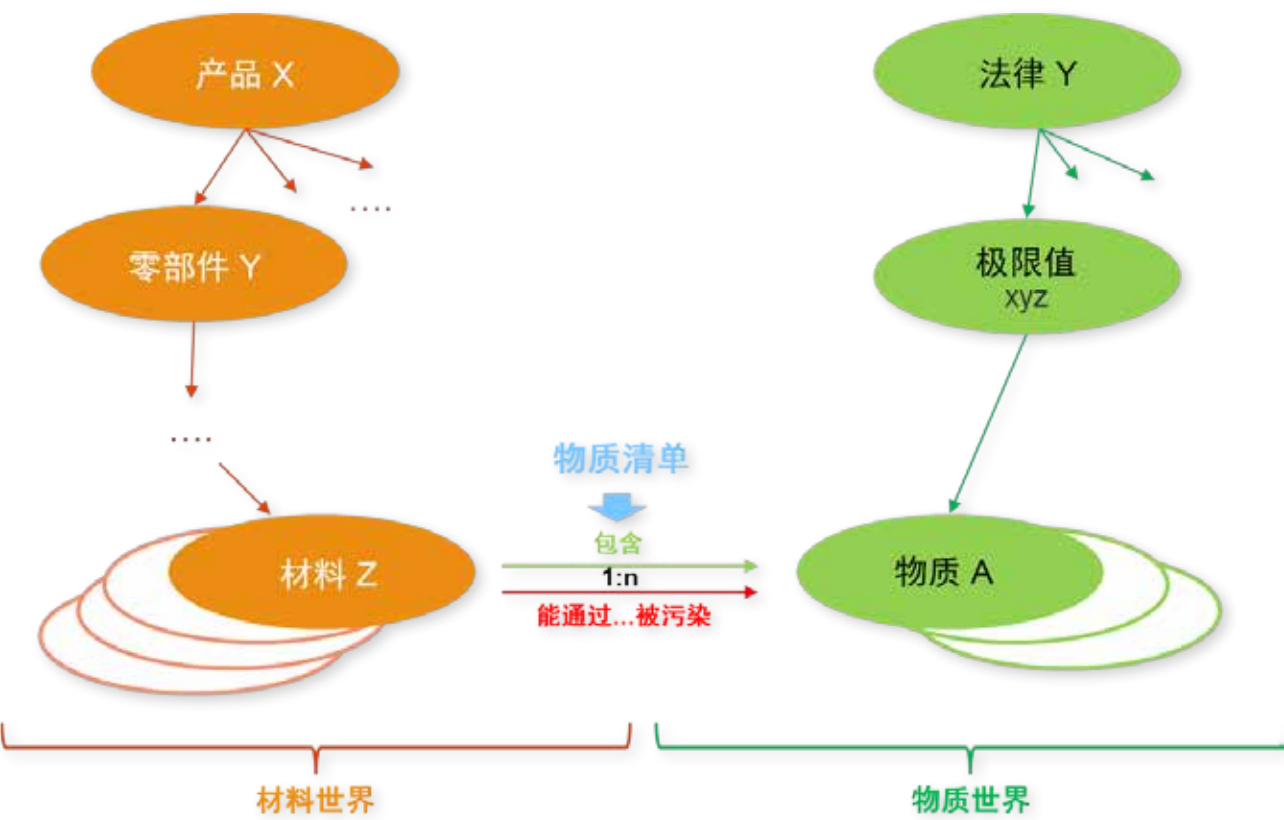 产品 X
法律 Y
....
零部件 Y
极限值
xyz
....
物质清单
包含
1:n
能通过...被污染
材料 Z
物质 A
材料世界
物质世界